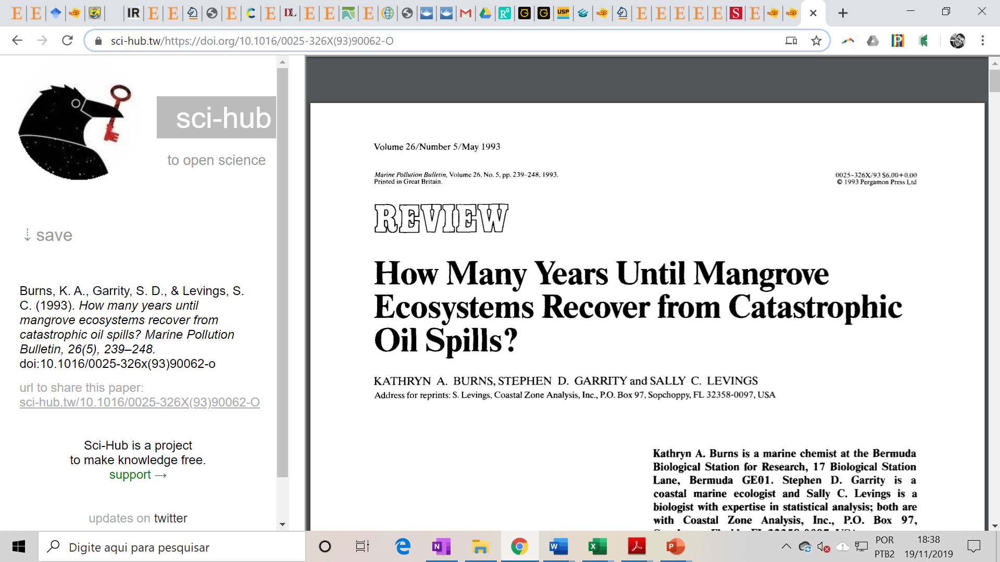 sci-hub.tw/https://doi.org/10.1016/0025-326X(93)90062-O
sci-hub
to open science
⇣ save
Burns, K. A., Garrity, S. D., & Levings, S.
C. (1993). How many years until
mangrove ecosystems recover from
catastrophic oil spills? Marine Pollution
Bulletin, 26(5), 239–248.
doi:10.1016/0025-326x(93)90062-o
url to share this paper:
sci-hub.tw/10.1016/0025-326X(93)90062-O
Sci-Hub is a project
to make knowledge free.
support →
updates on twitter
Volume 26/Number 5/May 1993
Marine Pollution Bulletin, Volume 26, No. 5, pp. 239–248, 1993.
Printed in Great Britain.
0025-326X/93 $6.00+0.00
© 1993 Pergamon Press Ltd
REVIEW
How Many Years Until Mangrove
Ecosystems Recover from Catastrophic
Oil Spills?
KATHRYN A. BURNS, STEPHEN D. GARRITY and SALLY C. LEVINGS
Address for reprints: S. Levings, Coastal Zone Analysis, Inc., P.O. Box 97, Sopchoppy, FL 32358-0097, USA
Kathryn A. Burns is a marine chemist at the Bermuda
Biological Station for Research, 17 Biological Station
Lane, Bermuda GE01. Stephen D. Garrity is a
coastal marine ecologist and Sally C. Levings is a
biologist with expertise in statistical analysis; both are
with Coastal Zone Analysis, Inc., P.O. Box 97,
Digite aqui para pesquisar
POR
PTB2
18:38
19/11/2019